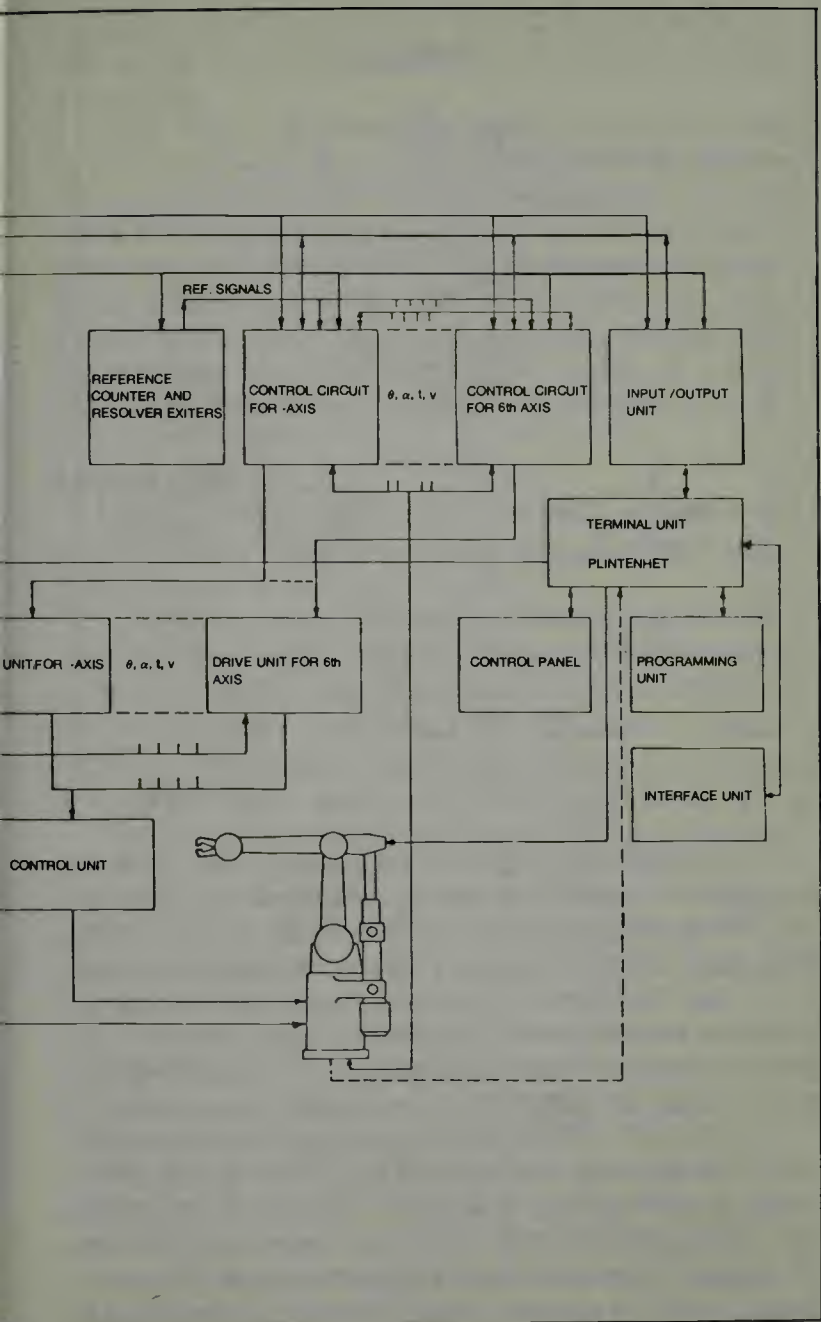 REF. SIGNALS
REFERENCE
COUNTER AND
RESOLVER EXITERS
CONTROL CIRCUIT
FOR -AXIS
θ, α, t, v
CONTROL CIRCUIT
FOR 6th AXIS
INPUT /OUTPUT
UNIT
TERMINAL UNIT
PLINTENHET
UNIT FOR -AXIS
θ, α, t, v
DRIVE UNIT FOR 6th
AXIS
CONTROL PANEL
PROGRAMMING
UNIT
INTERFACE UNIT
CONTROL UNIT